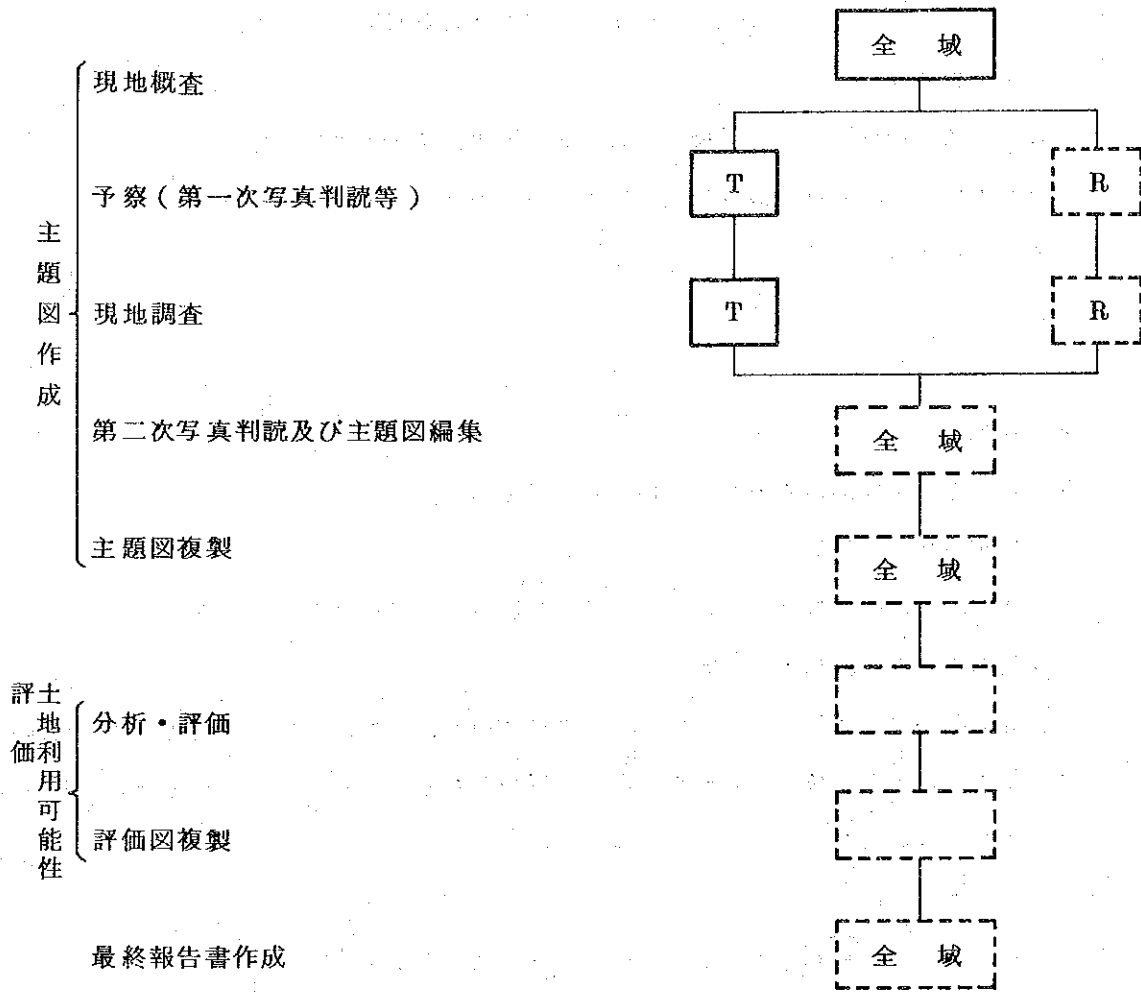 全 域
現地概査
T
R
予察(第一次写真判読等)
主題図作成
T
R
現地調査
第二次写真判読及び主題図編集
全 域
主題図複製
全 域
土地利用可能性
評価
分析・評価
評価図複製
最終報告書作成
全 域